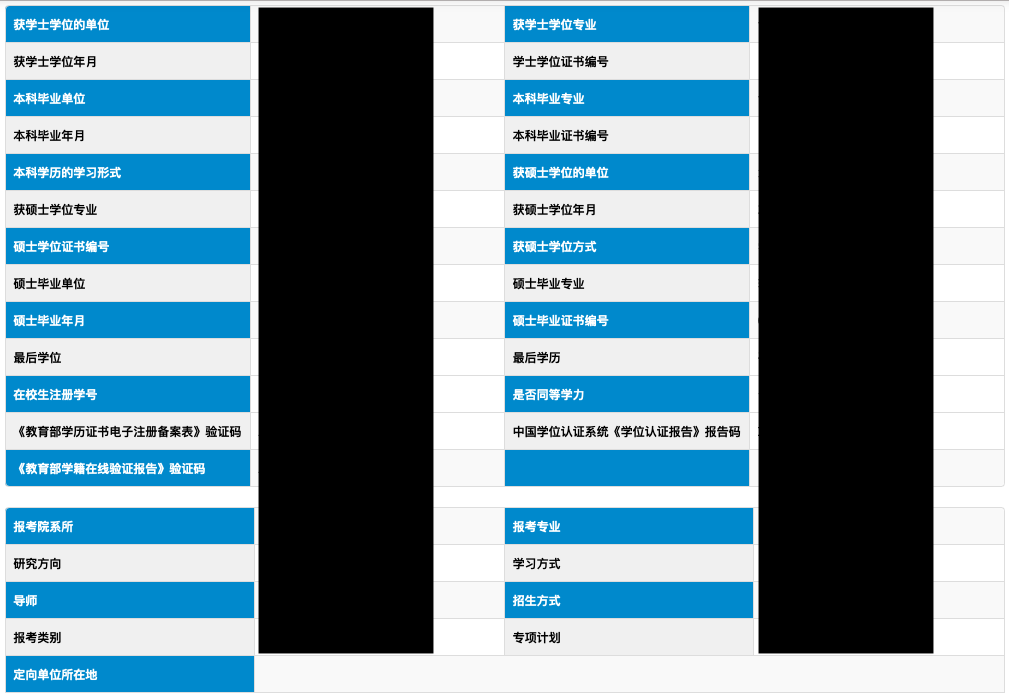 获学士学位的单位 获学士学位专业
获学士学位年月 学士学位证书编号
本科毕业单位 本科毕业专业
本科毕业年月 本科毕业证书编号
本科学历的学习形式 获硕士学位的单位
获硕士学位专业 获硕士学位年月
硕士学位证书编号 获硕士学位方式
硕士毕业单位 硕士毕业专业
硕士毕业年月 硕士毕业证书编号
最后学位 最后学历
在校生注册学号 是否同等学力
《教育部学历证书电子注册备案表》验证码 中国学位认证系统《学位认证报告》报告码
《教育部学籍在线验证报告》验证码
报考院系所 报考专业
研究方向 学习方式
导师 招生方式
报考类别 专项计划
定向单位所在地